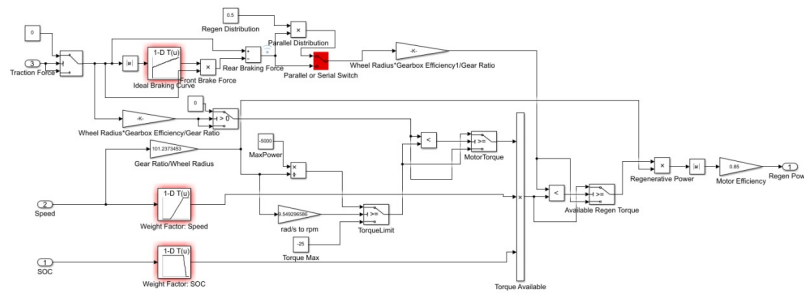 0.5
Regen Distribution
×
Parallel Distribution
0
3
Traction Force
|u|
1-D T(u)
Ideal Braking Curve
×
Front Brake Force
+
−
Rear Braking Force
Parallel or Serial Switch
-K-
Wheel Radius*Gearbox Efficiency1/Gear Ratio
-K-
Wheel Radius*Gearbox Efficiency/Gear Ratio
0
> 0
101.2373453
Gear Ratio/Wheel Radius
-5000
MaxPower
×
÷
<
>=
MotorTorque
2
Speed
1-D T(u)
Weight Factor: Speed
rad/s to rpm
>=
TorqueLimit
-25
Torque Max
×
Torque Available
<
>=
Available Regen Torque
×
Regenerative Power
|u|
0.85
Motor Efficiency
1
Regen Pow
1
SOC
1-D T(u)
Weight Factor: SOC